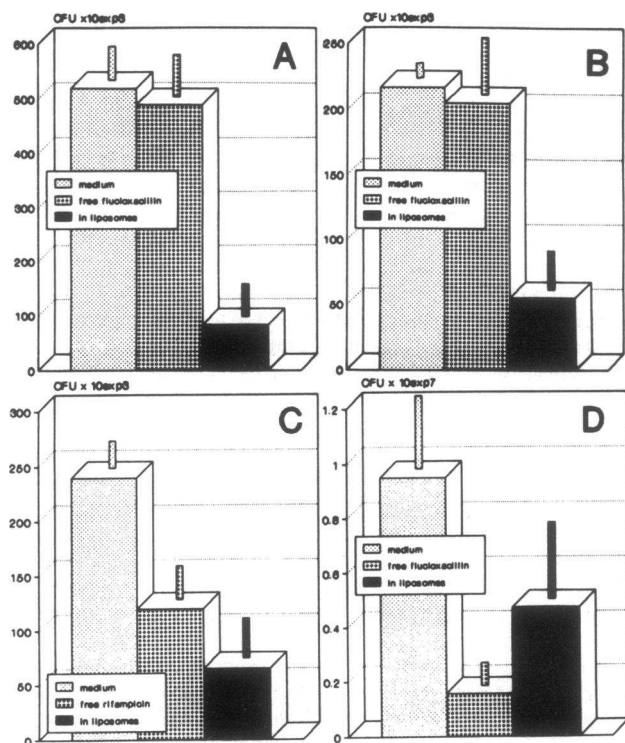 CFU x10exp6
A
600
500
400
300
200
100
0
medium
free flucloxacillin
in liposomes
CFU x10exp6
B
250
200
150
100
50
0
medium
free flucloxacillin
in liposomes
CFU x 10exp6
C
300
250
200
150
100
50
0
medium
free rifampicin
in liposomes
CFU x 10exp7
D
1.2
1
0.8
0.6
0.4
0.2
0
medium
free flucloxacillin
in liposomes